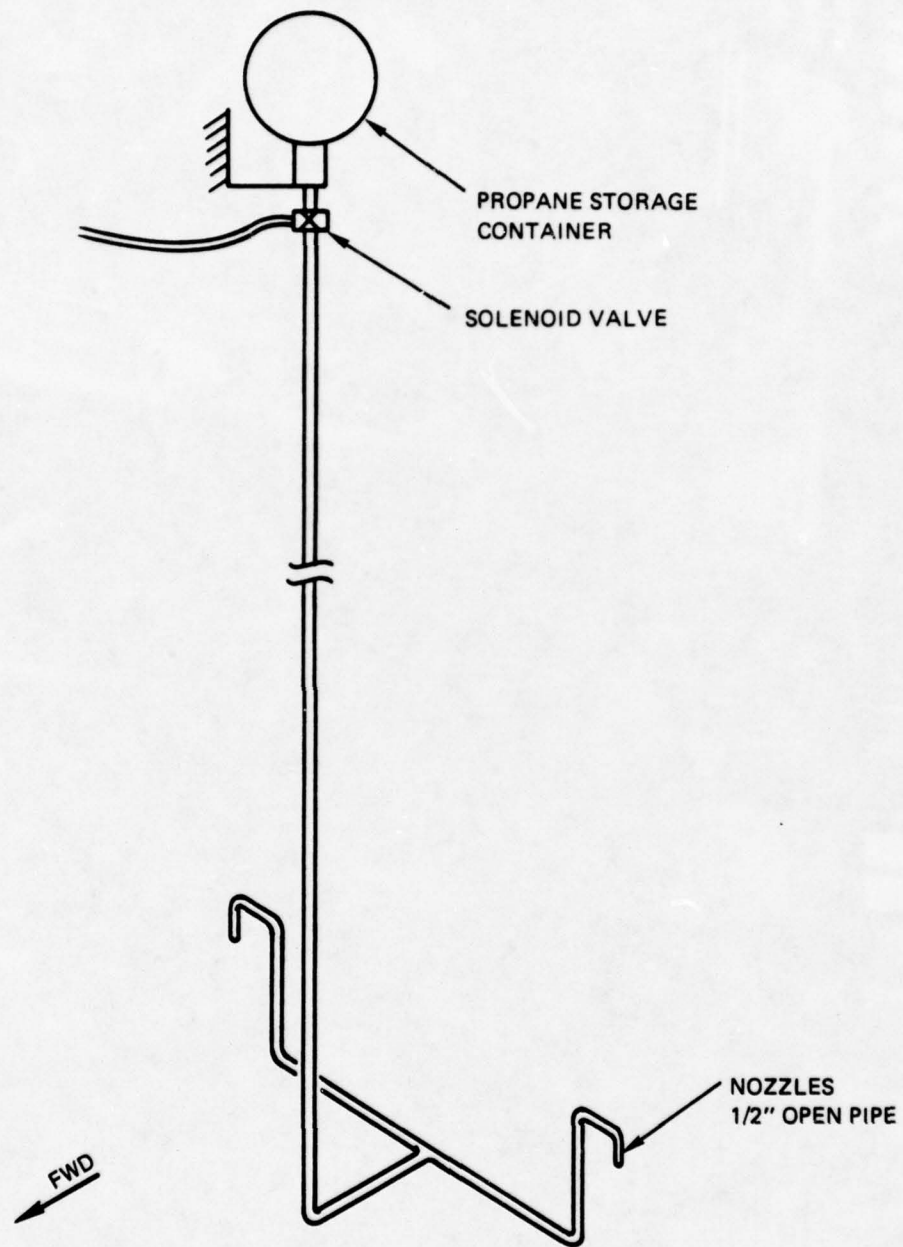 PROPANE STORAGE
CONTAINER
SOLENOID VALVE
NOZZLES
1/2" OPEN PIPE
FWD